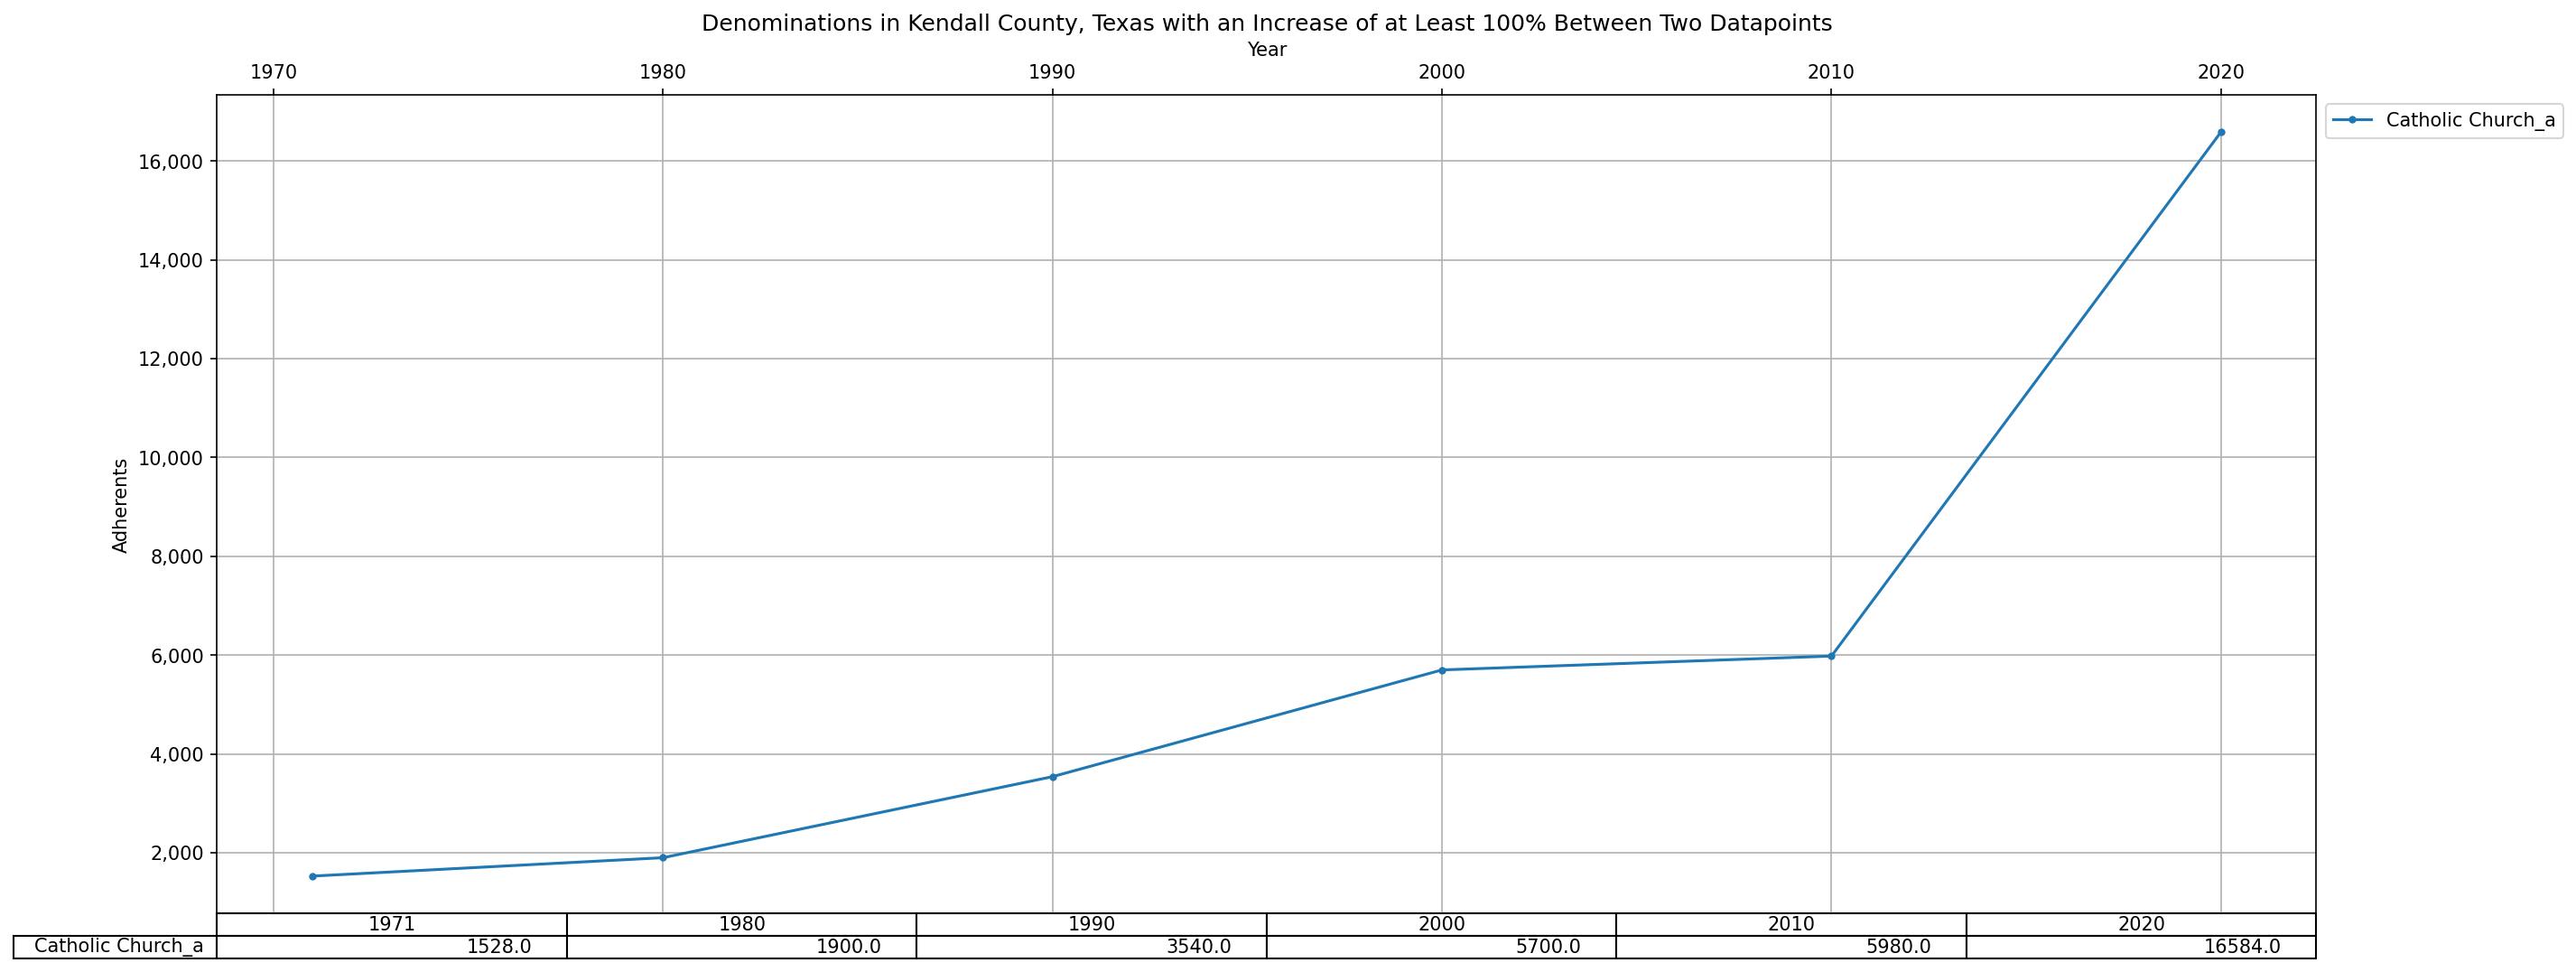 Denominations in Kendall County, Texas with an Increase of at Least 100% Between Two Datapoints
Year
1970 1980 1990 2000 2010 2020
Catholic Church_a
16,000
14,000
12,000
10,000
Adherents
8,000
6,000
4,000
2,000
1971 1980 1990 2000 2010 2020
Catholic Church_a 1528.0 1900.0 3540.0 5700.0 5980.0 16584.0